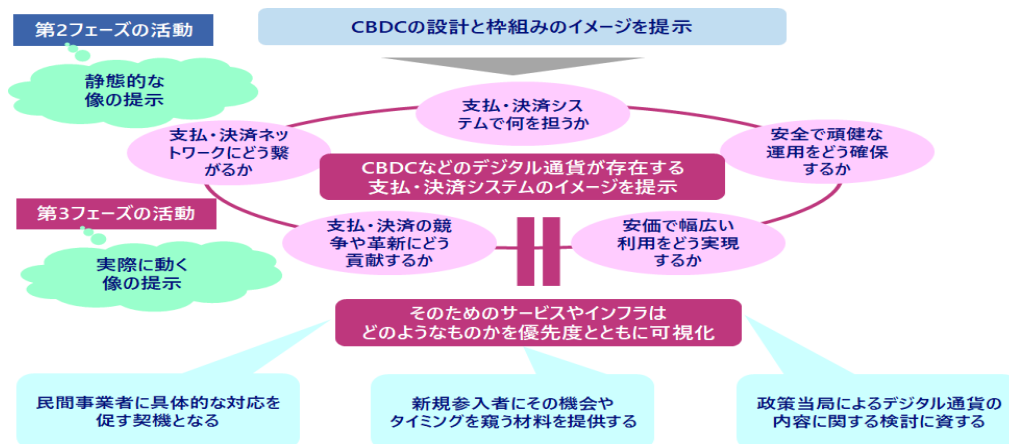 第2フェーズの活動
CBDCの設計と枠組みのイメージを提示
静態的な
像の提示
支払・決済シス
テムで何を担うか
支払・決済ネッ
トワークにどう繋
がるか
安全で頑健な
運用をどう確保
するか
CBDCなどのデジタル通貨が存在する
支払・決済システムのイメージを提示
第3フェーズの活動
支払・決済の競
争や革新にどう
貢献するか
安価で幅広い
利用をどう実現
するか
実際に動く
像の提示
そのためのサービスやインフラは
どのようなものかを優先度とともに可視化
民間事業者に具体的な対応を
促す契機となる
新規参入者にその機会や
タイミングを窺う材料を提供する
政策当局によるデジタル通貨の
内容に関する検討に資する